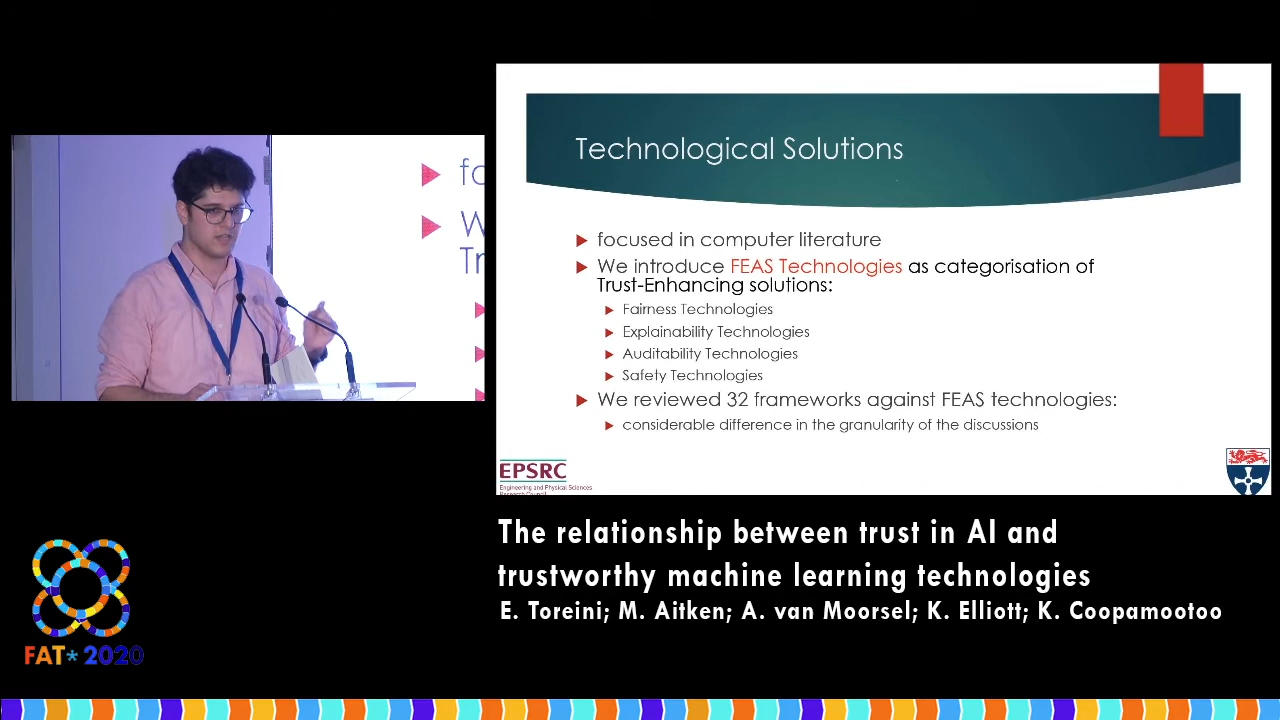 fo
W
Tr
Technological Solutions
focused in computer literature
We introduce FEAS Technologies as categorisation of
Trust-Enhancing solutions:
Fairness Technologies
Explainability Technologies
Auditability Technologies
Safety Technologies
We reviewed 32 frameworks against FEAS technologies:
considerable difference in the granularity of the discussions
EPSRC
Engineering and Physical Sciences
Research Council
The relationship between trust in AI and
trustworthy machine learning technologies
E. Toreini; M. Aitken; A. van Moorsel; K. Elliott; K. Coopamootoo
FAT* 2020